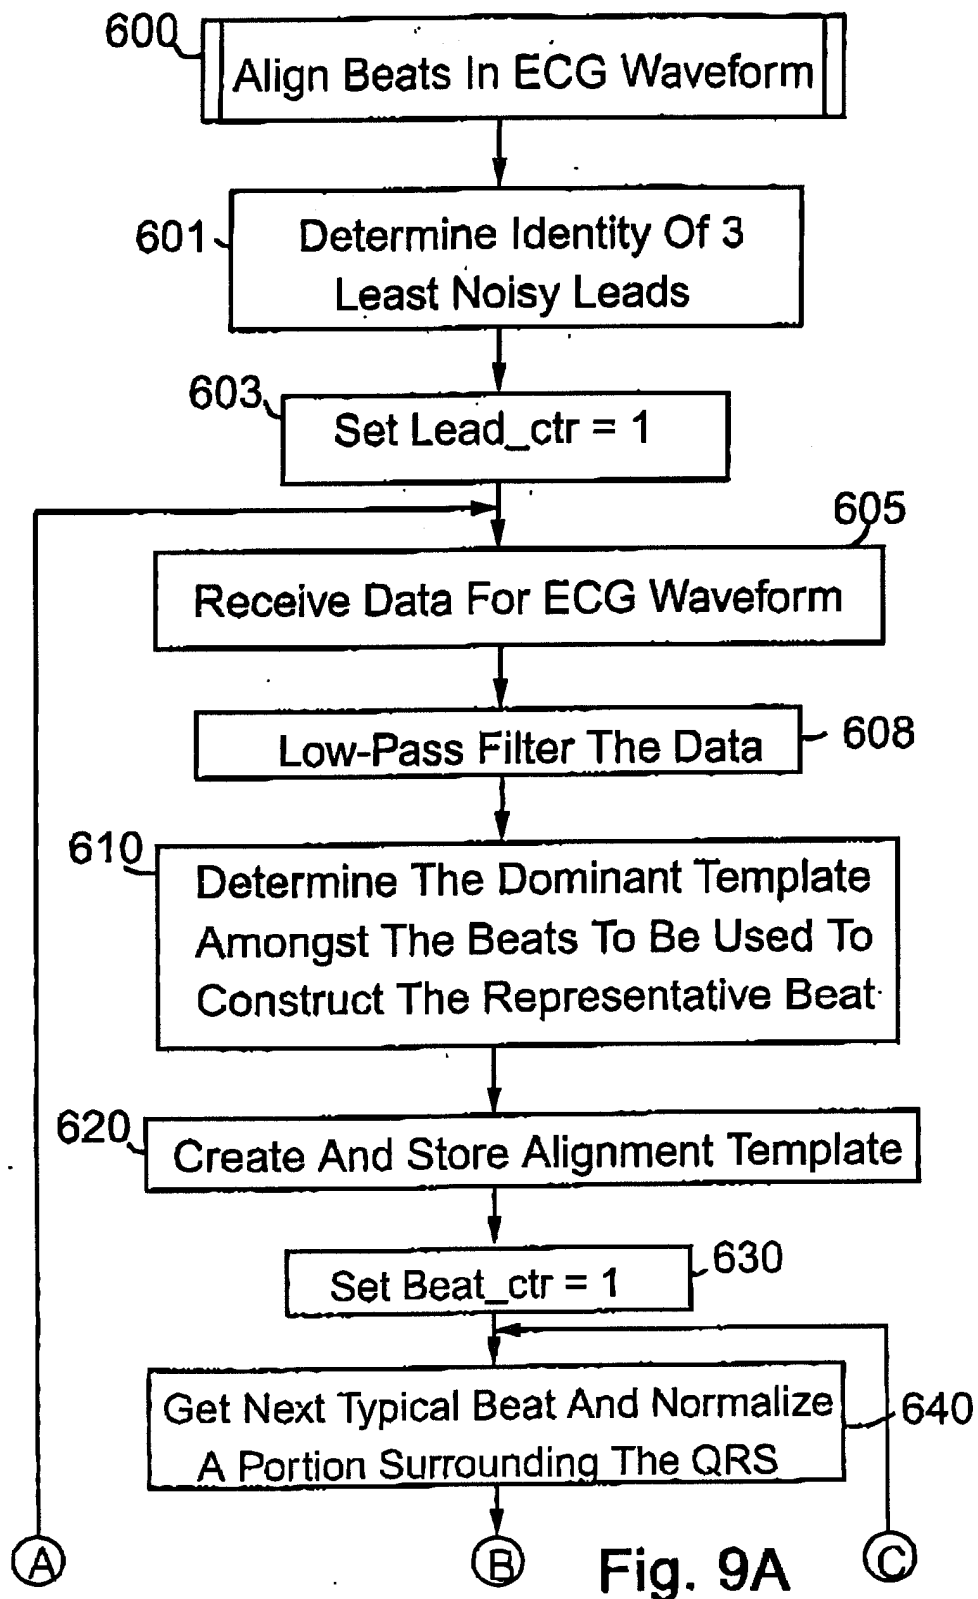 600
Align Beats In ECG Waveform
601
Determine Identity Of 3
Least Noisy Leads
603
Set Lead_ctr = 1
605
Receive Data For ECG Waveform
Low-Pass Filter The Data
608
610
Determine The Dominant Template
Amongst The Beats To Be Used To
Construct The Representative Beat
620
Create And Store Alignment Template
Set Beat_ctr = 1
630
Get Next Typical Beat And Normalize
A Portion Surrounding The QRS
640
A
B
Fig. 9A
C